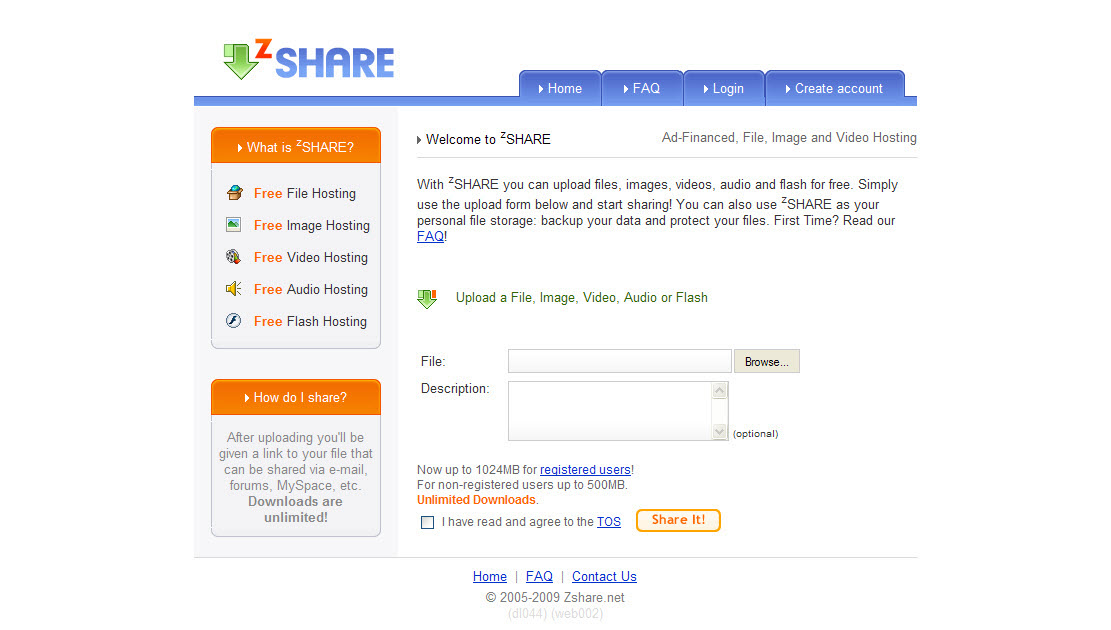 zSHARE
Home
FAQ
Login
Create account
What is zSHARE?
Free File Hosting
Free Image Hosting
Free Video Hosting
Free Audio Hosting
Free Flash Hosting
How do I share?
After uploading you'll be
given a link to your file that
can be shared via e-mail,
forums, MySpace, etc.
Downloads are
unlimited!
Welcome to zSHARE
Ad-Financed, File, Image and Video Hosting
With zSHARE you can upload files, images, videos, audio and flash for free. Simply
use the upload form below and start sharing! You can also use zSHARE as your
personal file storage: backup your data and protect your files. First Time? Read our
FAQ!
Upload a File, Image, Video, Audio or Flash
File:
Browse...
Description:
(optional)
Now up to 1024MB for registered users!
For non-registered users up to 500MB.
Unlimited Downloads.
I have read and agree to the TOS
Share It!
Home | FAQ | Contact Us
© 2005-2009 Zshare.net
(dl044) (web002)